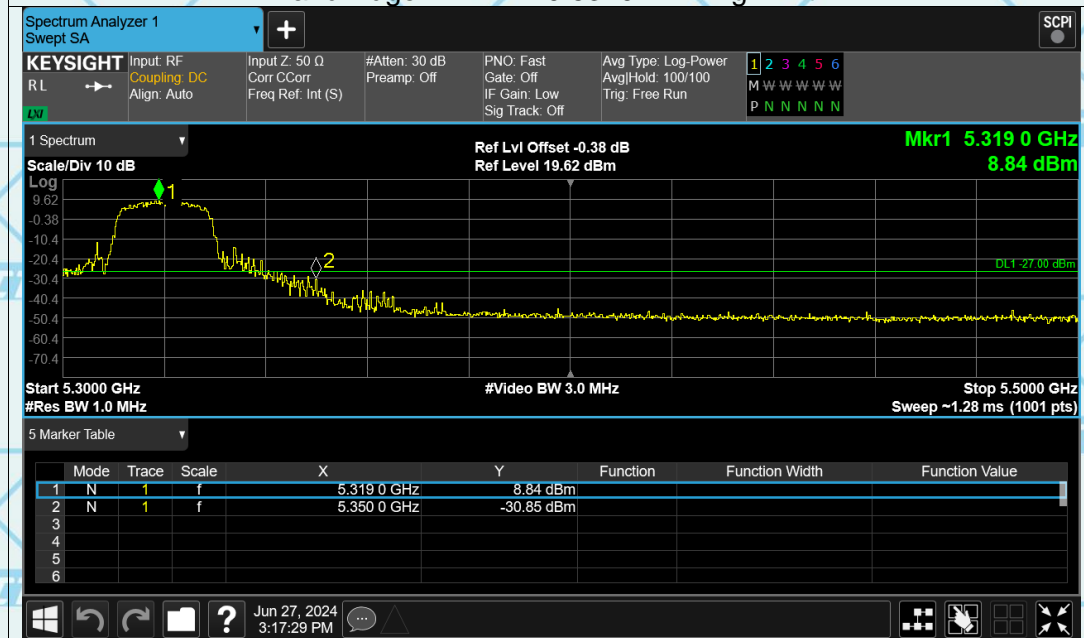 Spectrum Analyzer 1
Swept SA
+
SCPI
KEYSIGHT
RL
LXI
Input: RF
Coupling: DC
Align: Auto
Input Z: 50 Ω
Corr CCorr
Freq Ref: Int (S)
#Atten: 30 dB
Preamp: Off
PNO: Fast
Gate: Off
IF Gain: Low
Sig Track: Off
Avg Type: Log-Power
Avg|Hold: 100/100
Trig: Free Run
1 2 3 4 5 6
M W W W W W
P N N N N N
1 Spectrum
Scale/Div 10 dB
Ref Lvl Offset -0.38 dB
Ref Level 19.62 dBm
Mkr1 5.319 0 GHz
8.84 dBm
Log
1
9.62
-0.38
-10.4
-20.4
2
DL1 -27.00 dBm
-30.4
-40.4
-50.4
-60.4
-70.4
Start 5.3000 GHz
#Video BW 3.0 MHz
Stop 5.5000 GHz
#Res BW 1.0 MHz
Sweep ~1.28 ms (1001 pts)
5 Marker Table
Mode Trace Scale X Y Function Function Width Function Value
1 N 1 f 5.319 0 GHz 8.84 dBm
2 N 1 f 5.350 0 GHz -30.85 dBm
3
4
5
6
?
Jun 27, 2024
3:17:29 PM